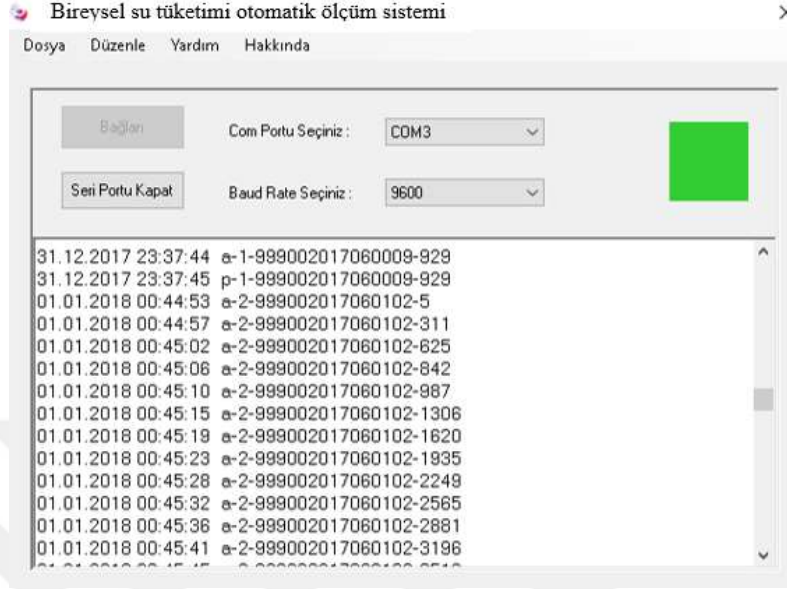 Bireysel su tüketimi otomatik ölçüm sistemi
Dosya Düzenle Yardım Hakkında
Bağlan Com Portu Seçiniz : COM3
Seri Portu Kapat Baud Rate Seçiniz : 9600
31.12.2017 23:37:44 a-1-999002017060009-929
31.12.2017 23:37:45 p-1-999002017060009-929
01.01.2018 00:44:53 a-2-999002017060102-5
01.01.2018 00:44:57 a-2-999002017060102-311
01.01.2018 00:45:02 a-2-999002017060102-625
01.01.2018 00:45:06 a-2-999002017060102-842
01.01.2018 00:45:10 a-2-999002017060102-987
01.01.2018 00:45:15 a-2-999002017060102-1306
01.01.2018 00:45:19 a-2-999002017060102-1620
01.01.2018 00:45:23 a-2-999002017060102-1935
01.01.2018 00:45:28 a-2-999002017060102-2249
01.01.2018 00:45:32 a-2-999002017060102-2565
01.01.2018 00:45:36 a-2-999002017060102-2881
01.01.2018 00:45:41 a-2-999002017060102-3196